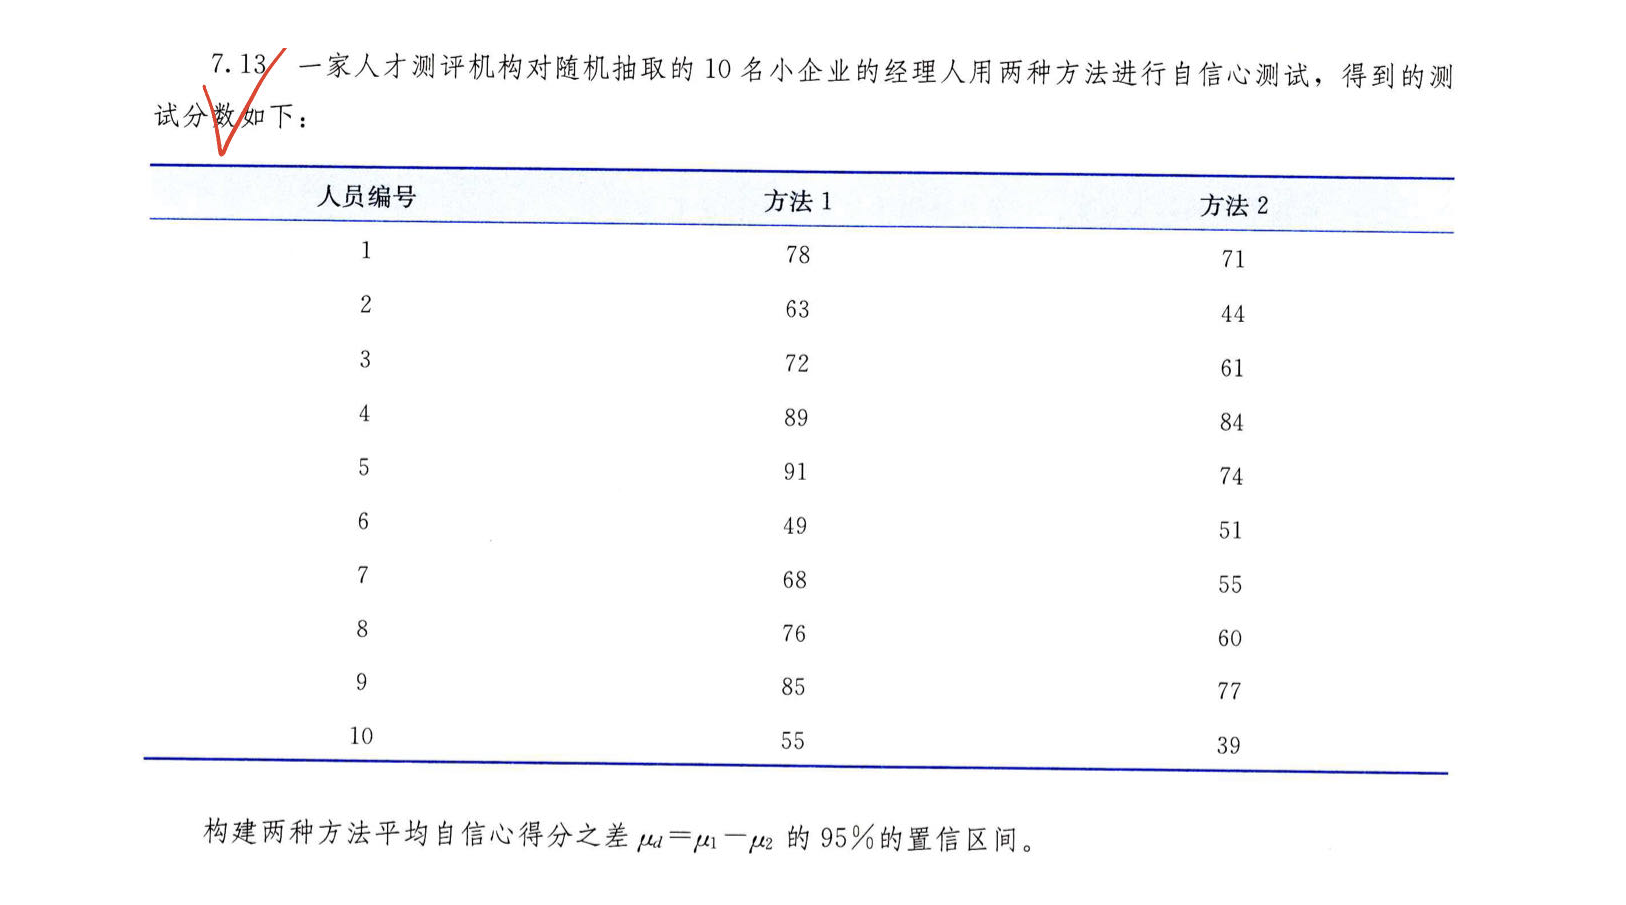 7.13 一家人才测评机构对随机抽取的 10 名小企业的经理人用两种方法进行自信心测试，得到的测
试分数如下：
人员编号 方法 1 方法 2
1 78 71
2 63 44
3 72 61
4 89 84
5 91 74
6 49 51
7 68 55
8 76 60
9 85 77
10 55 39
构建两种方法平均自信心得分之差 μd＝μ1－μ2 的 95%的置信区间。